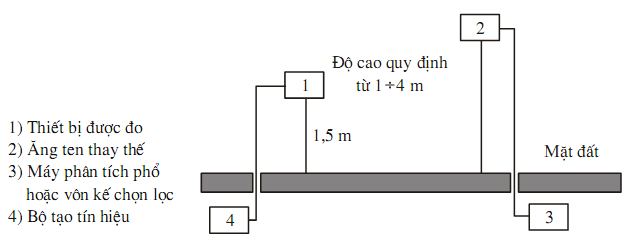 2
Độ cao quy định
từ 1÷4 m
1
1) Thiết bị được đo
2) Ăng ten thay thế
3) Máy phân tích phổ
hoặc vôn kế chọn lọc
4) Bộ tạo tín hiệu
1,5 m
Mặt đất
4
3